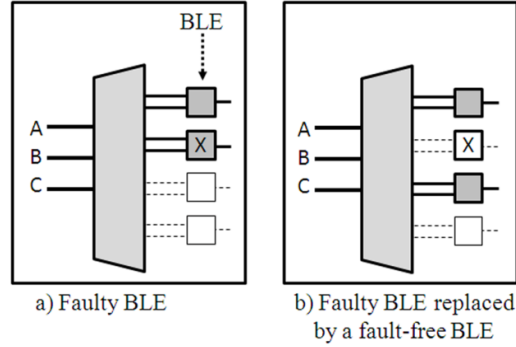 BLE
A
B
C
X
a) Faulty BLE
A
B
C
X
b) Faulty BLE replaced
by a fault-free BLE